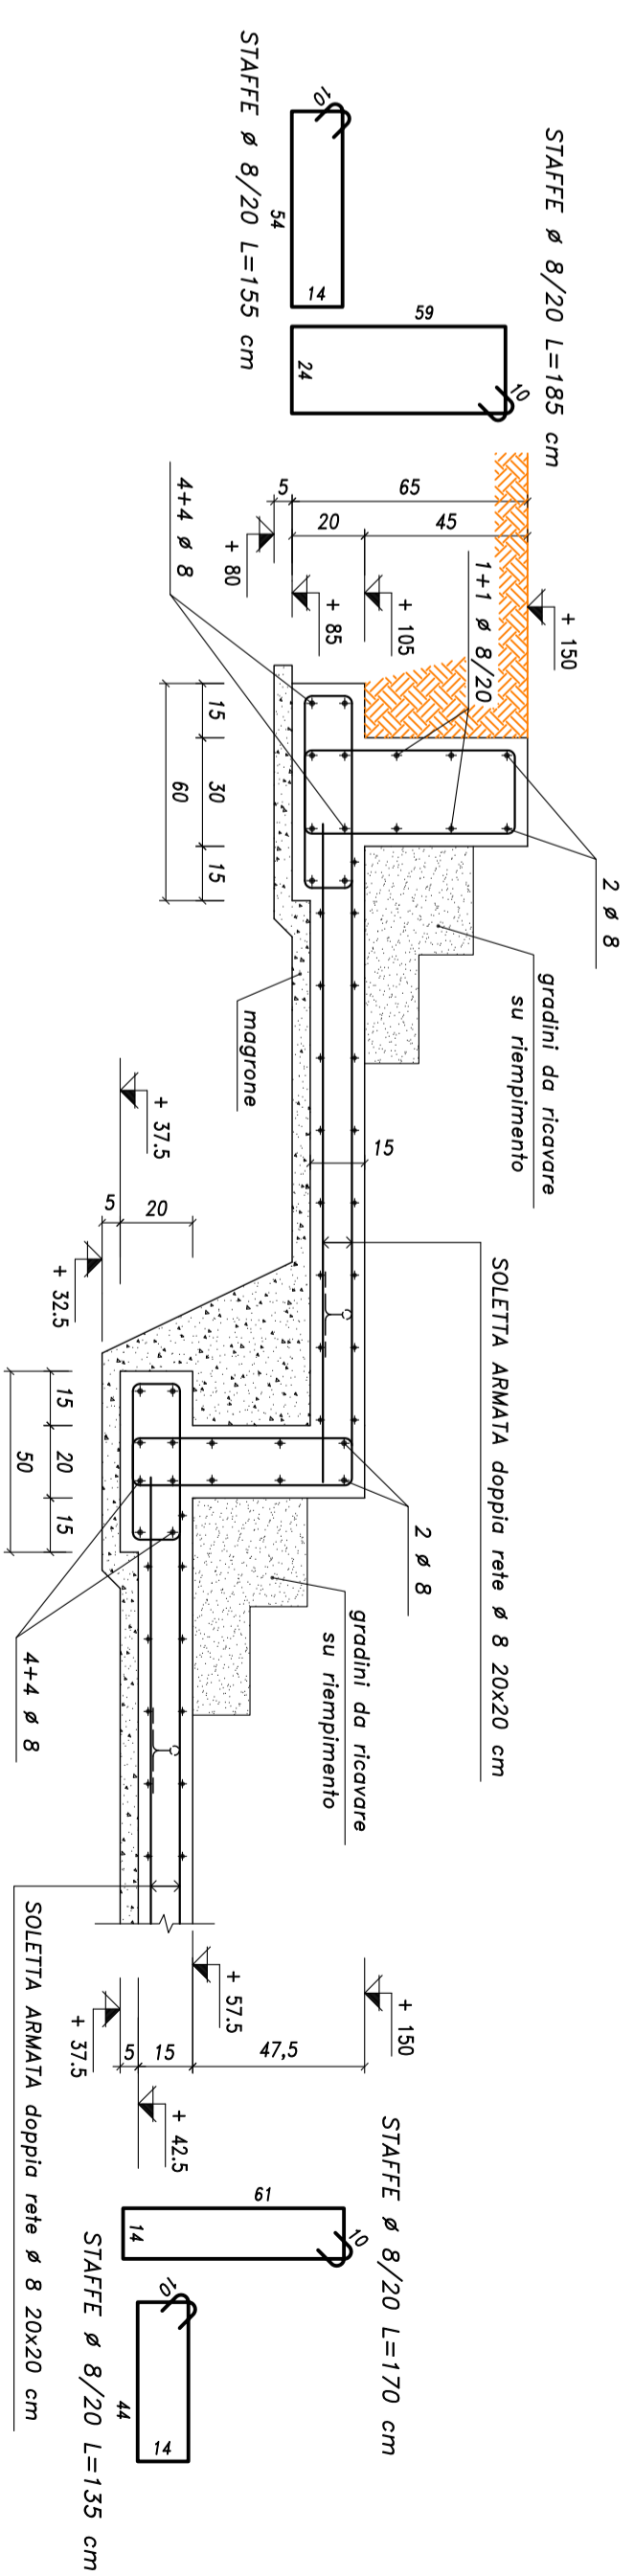 STAFFE ø 8/20 L=185 cm
59
10
24
10
54
14
STAFFE ø 8/20 L=155 cm
65
5
20
45
+ 150
+ 105
+ 85
+ 80
1+1 ø 8/20
4+4 ø 8
2 ø 8
15
30
15
60
gradini da ricavare
su riempimento
magrone
15
+ 37.5
5
20
+ 32.5
SOLETTA ARMATA doppia rete ø 8 20x20 cm
15
20
15
50
2 ø 8
4+4 ø 8
gradini da ricavare
su riempimento
+ 150
+ 57.5
47,5
15
5
+ 37.5
+ 42.5
SOLETTA ARMATA doppia rete ø 8 20x20 cm
STAFFE ø 8/20 L=170 cm
61
10
14
10
44
14
STAFFE ø 8/20 L=135 cm